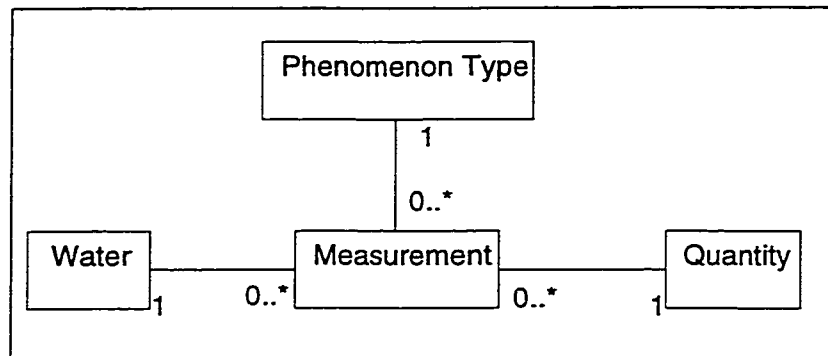 Phenomenon Type
1
0..*
Water
Measurement
Quantity
1
0..*
0..*
1